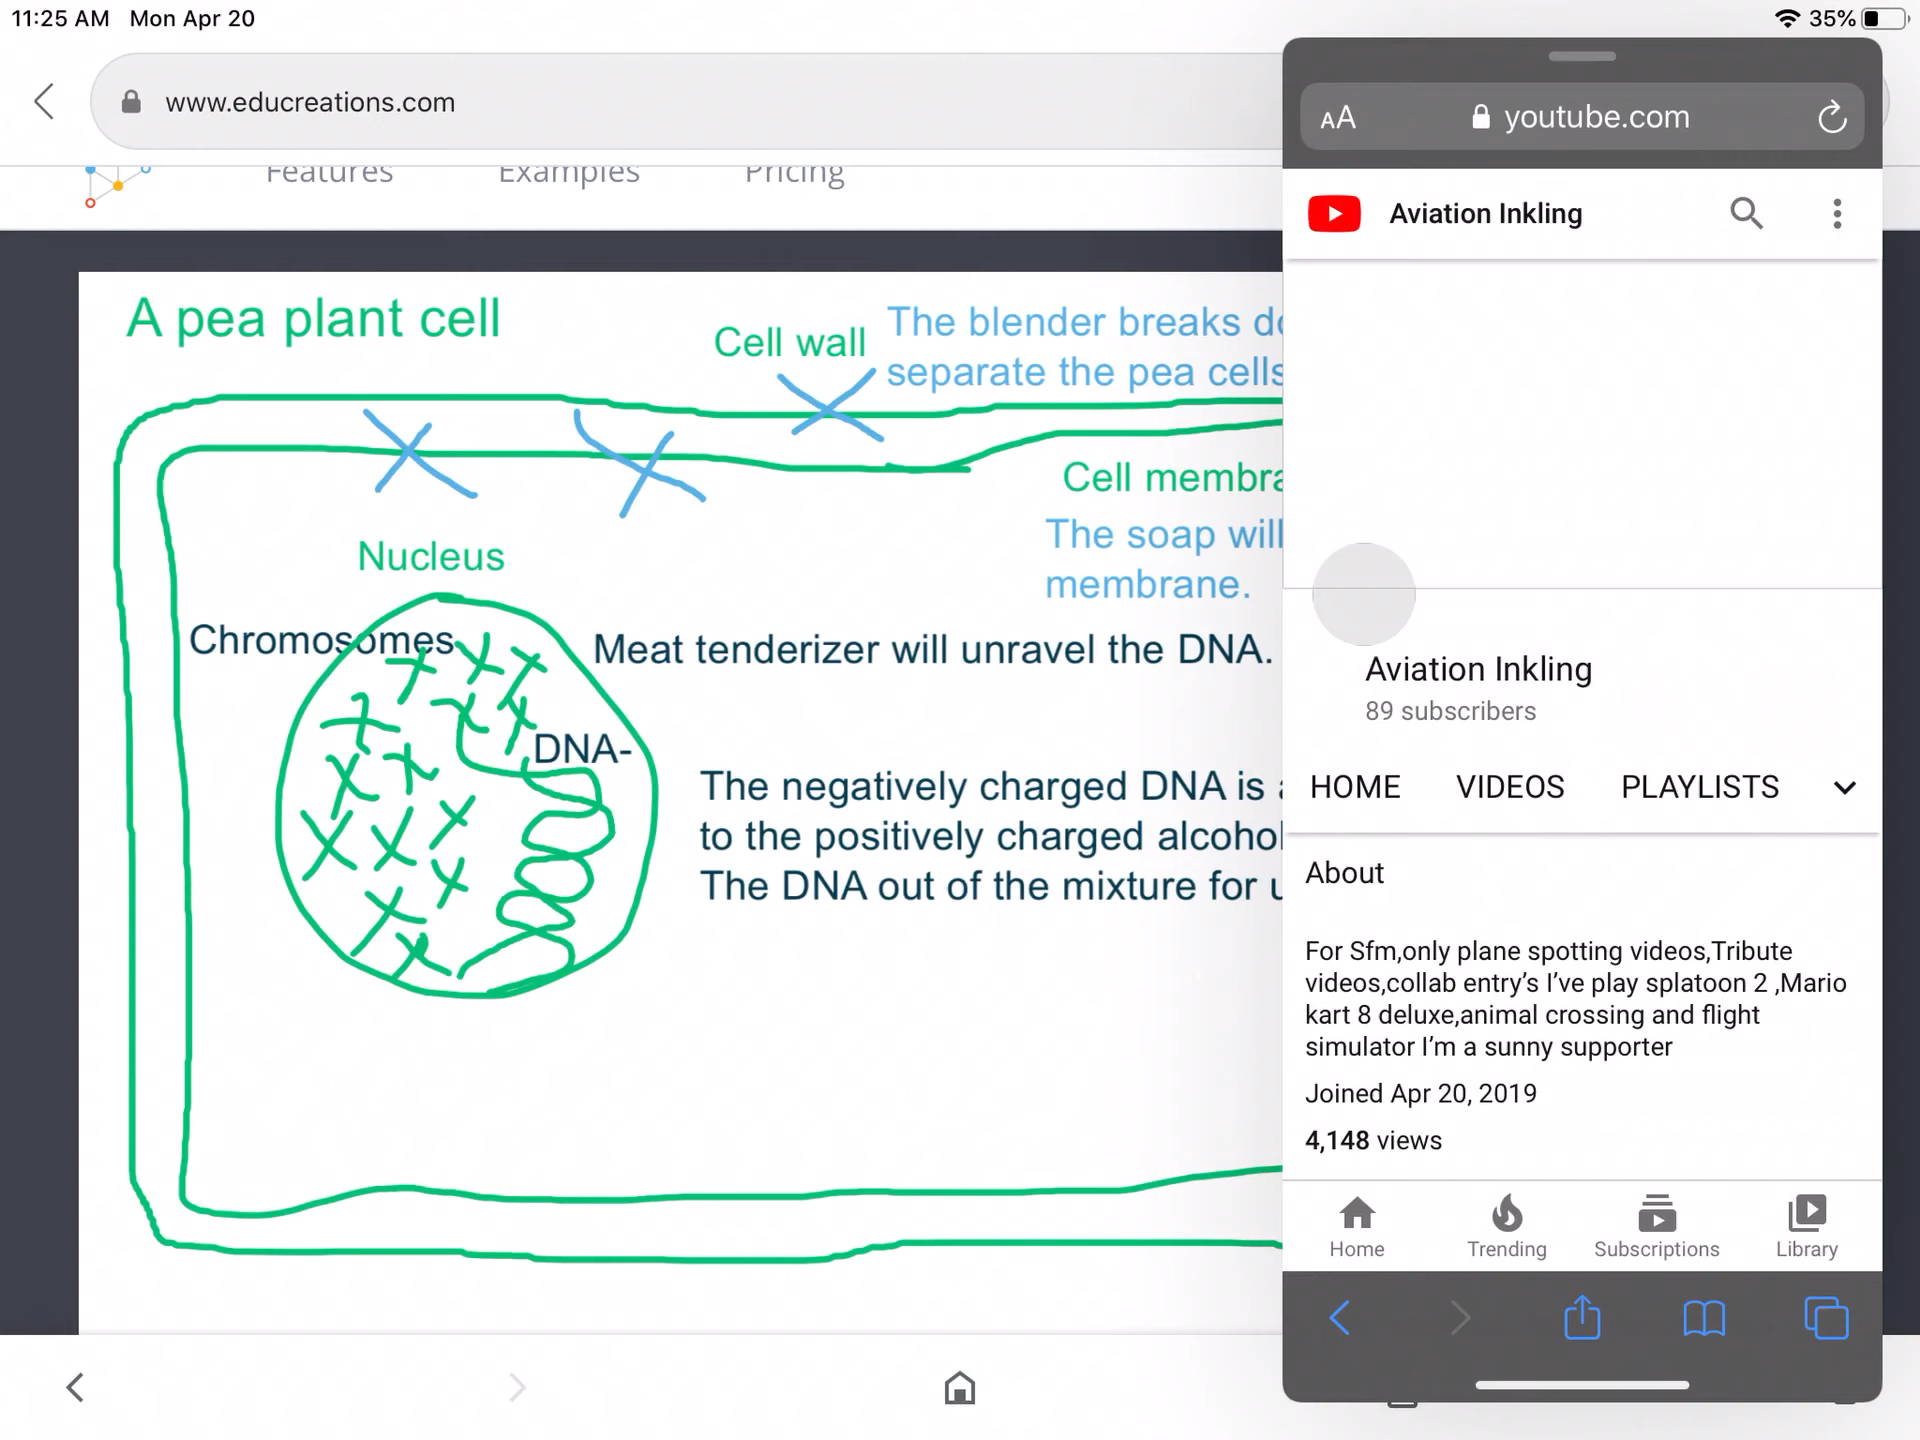 11:25 AM Mon Apr 20
35%
www.educreations.com
Features Examples Pricing
A pea plant cell
Cell wall
The blender breaks
separate the pea cells
Cell
The soap will
membrane.
Nucleus
Chromosomes
Meat tenderizer will unravel the DNA.
DNA-
The negatively charged DNA is
to the positively charged alcohol
The DNA out of the mixture for
AA youtube.com
Aviation Inkling
Aviation Inkling
89 subscribers
HOME VIDEOS PLAYLISTS
About
For Sfm,only plane spotting videos,Tribute
videos,collab entry’s I’ve play splatoon 2 ,Mario
kart 8 deluxe,animal crossing and flight
simulator I’m a sunny supporter
Joined Apr 20, 2019
4,148 views
Home Trending Subscriptions Library